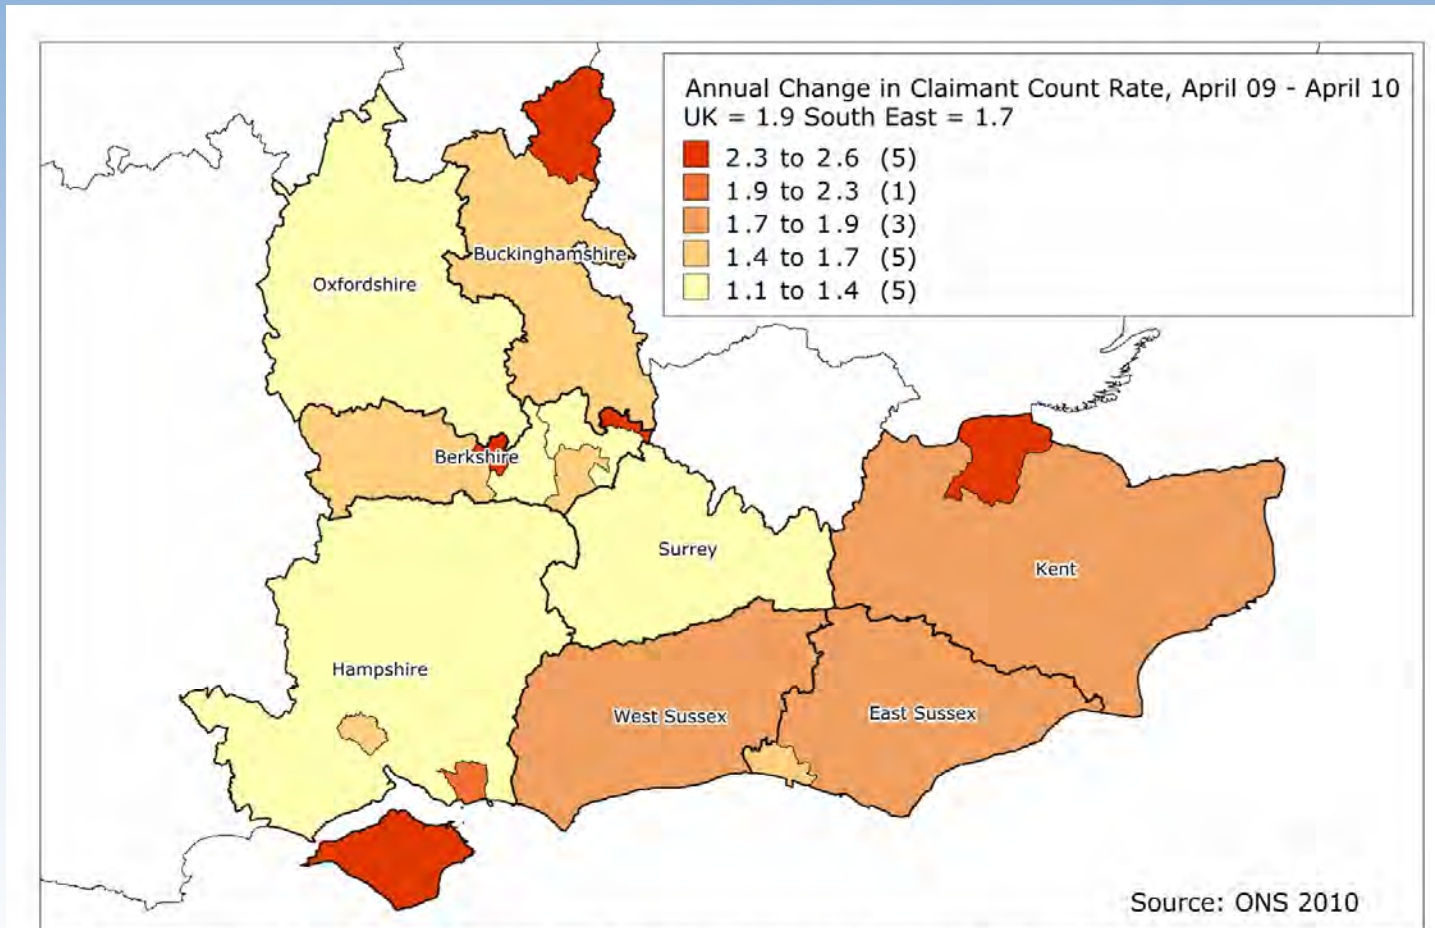 Annual Change in Claimant Count Rate, April 09 - April 10
UK = 1.9 South East = 1.7
2.3 to 2.6 (5)
1.9 to 2.3 (1)
1.7 to 1.9 (3)
1.4 to 1.7 (5)
1.1 to 1.4 (5)
Buckinghamshire
Oxfordshire
Berkshire
Surrey
Kent
Hampshire
West Sussex
East Sussex
Source: ONS 2010